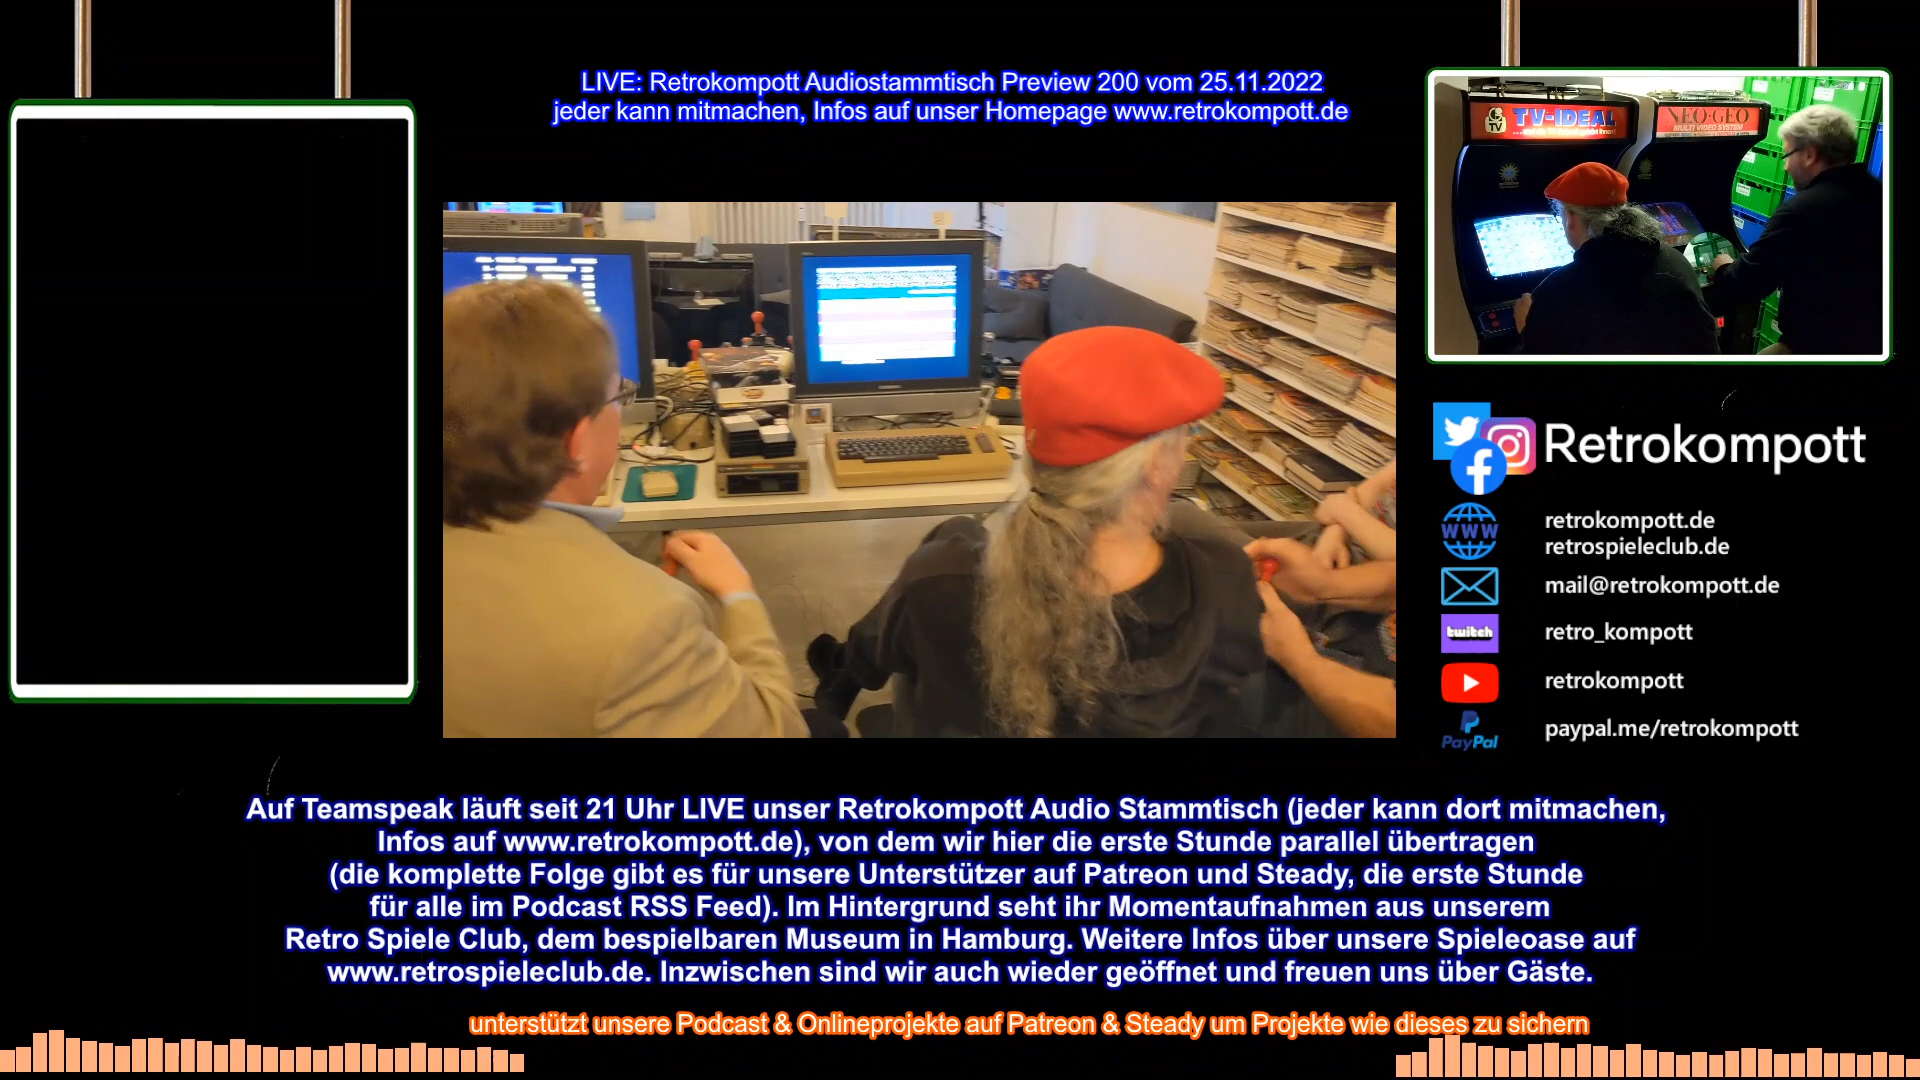 LIVE: Retrokompott Audiostammtisch Preview 200 vom 25.11.2022
jeder kann mitmachen, Infos auf unser Homepage www.retrokompott.de
TV-IDEAL
NEO•GEO
MULTI VIDEO SYSTEM
Retrokompott
WWW
retrokompott.de
retrospieleclub.de
mail@retrokompott.de
twitch
retro_kompott
retrokompott
PayPal
paypal.me/retrokompott
Auf Teamspeak läuft seit 21 Uhr LIVE unser Retrokompott Audio Stammtisch (jeder kann dort mitmachen,
Infos auf www.retrokompott.de), von dem wir hier die erste Stunde parallel übertragen
(die komplette Folge gibt es für unsere Unterstützer auf Patreon und Steady, die erste Stunde
für alle im Podcast RSS Feed). Im Hintergrund seht ihr Momentaufnahmen aus unserem
Retro Spiele Club, dem bespielbaren Museum in Hamburg. Weitere Infos über unsere Spieleoase auf
www.retrospieleclub.de. Inzwischen sind wir auch wieder geöffnet und freuen uns über Gäste.
unterstützt unsere Podcast & Onlineprojekte auf Patreon & Steady um Projekte wie dieses zu sichern